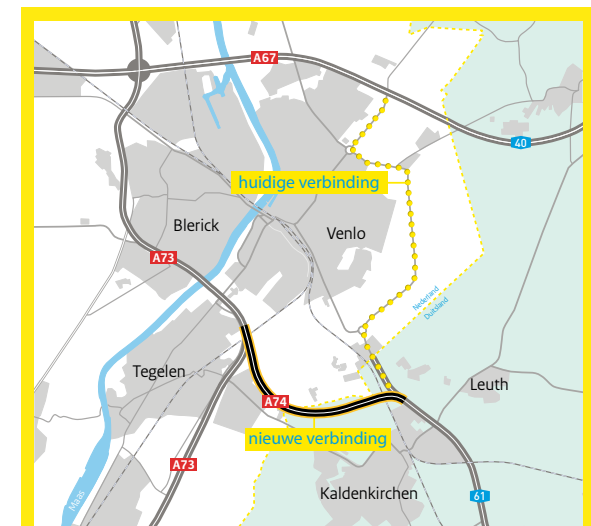 A67
40
huidige verbinding
Blerick
Venlo
A73
Nederland
Duitsland
Tegelen
Leuth
A74
nieuwe verbinding
A73
Kaldenkirchen
61
Maas